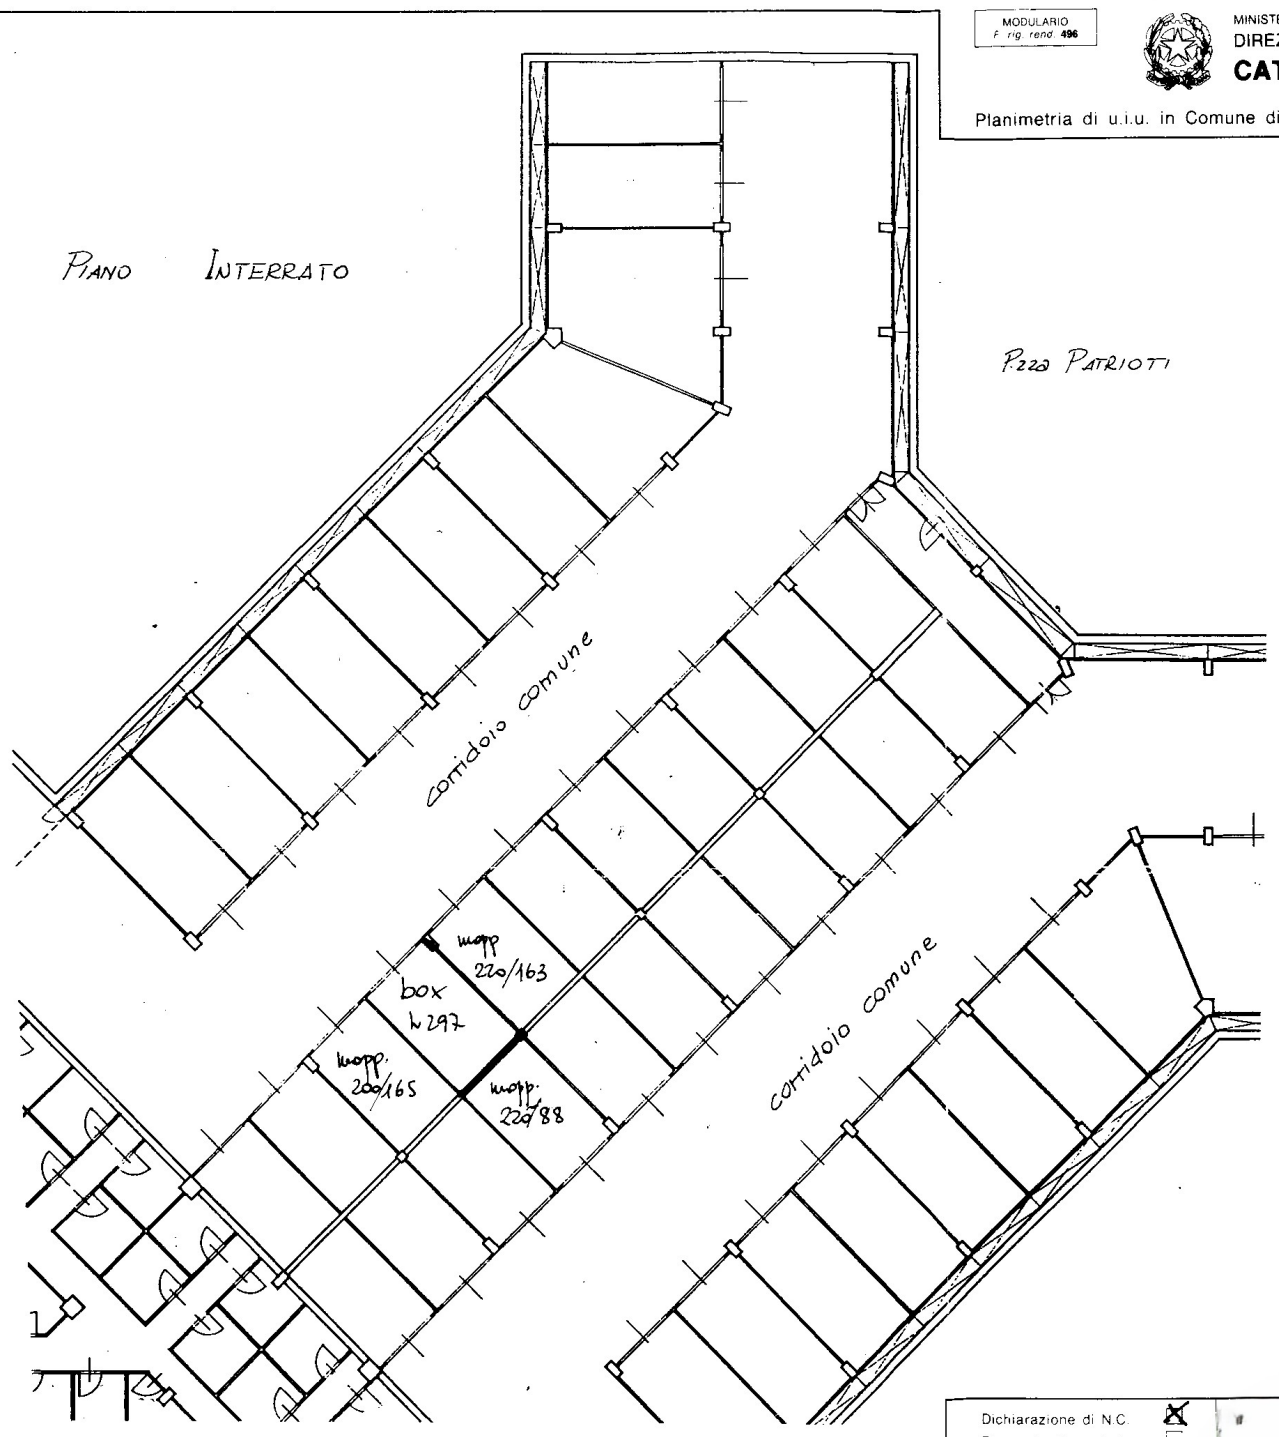 MODULARIO
F. rig. rend. 496
MINISTE
DIREZ
CAT
Planimetria di u.i.u. in Comune di
PIANO INTERRATO
P.zza PATRIOTI
corridoio comune
mapp
220/163
box
h 297
mapp.
200/165
mapp.
220/88
corridoio comune
Dichiarazione di N.C.